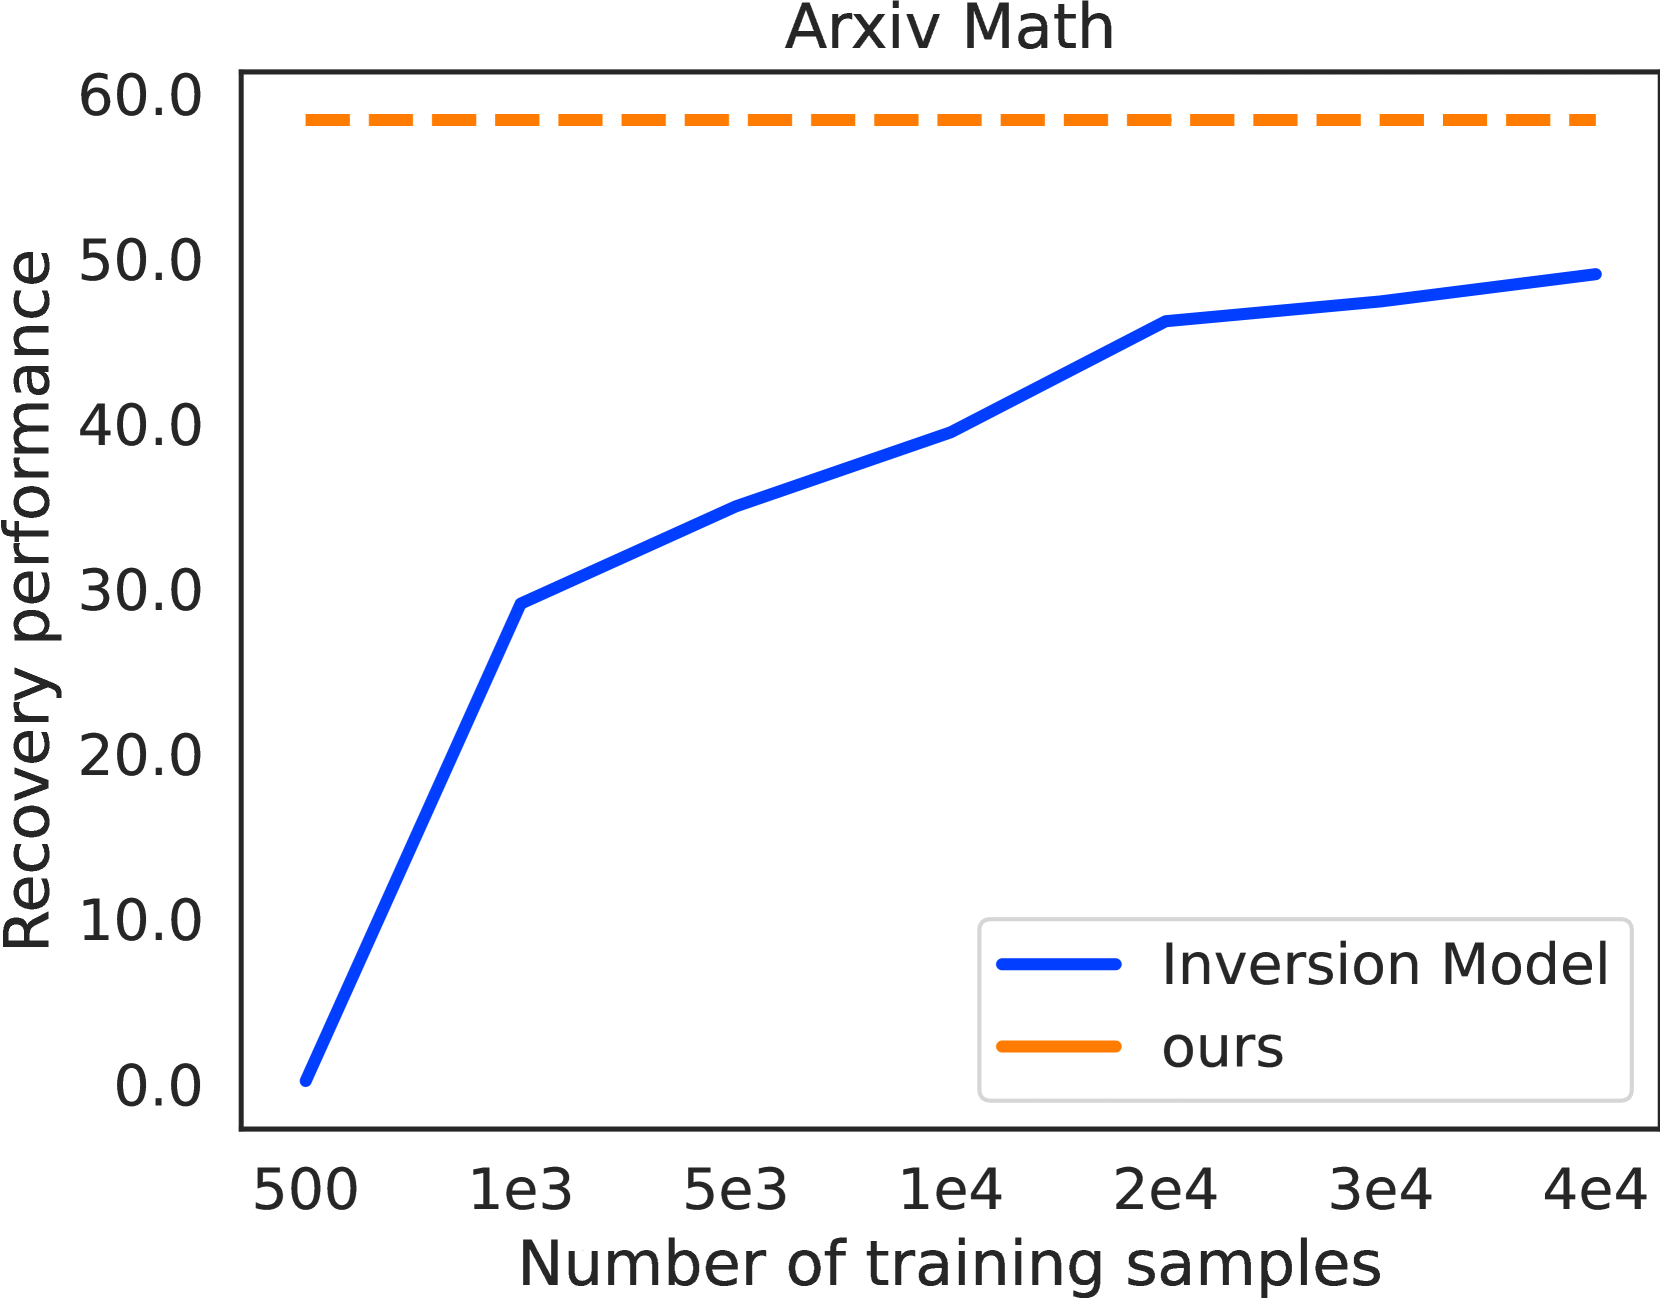 Arxiv Math
60.0
50.0
40.0
30.0
20.0
10.0
0.0
Recovery performance
Inversion Model
ours
500 1e3 5e3 1e4 2e4 3e4 4e4
Number of training samples